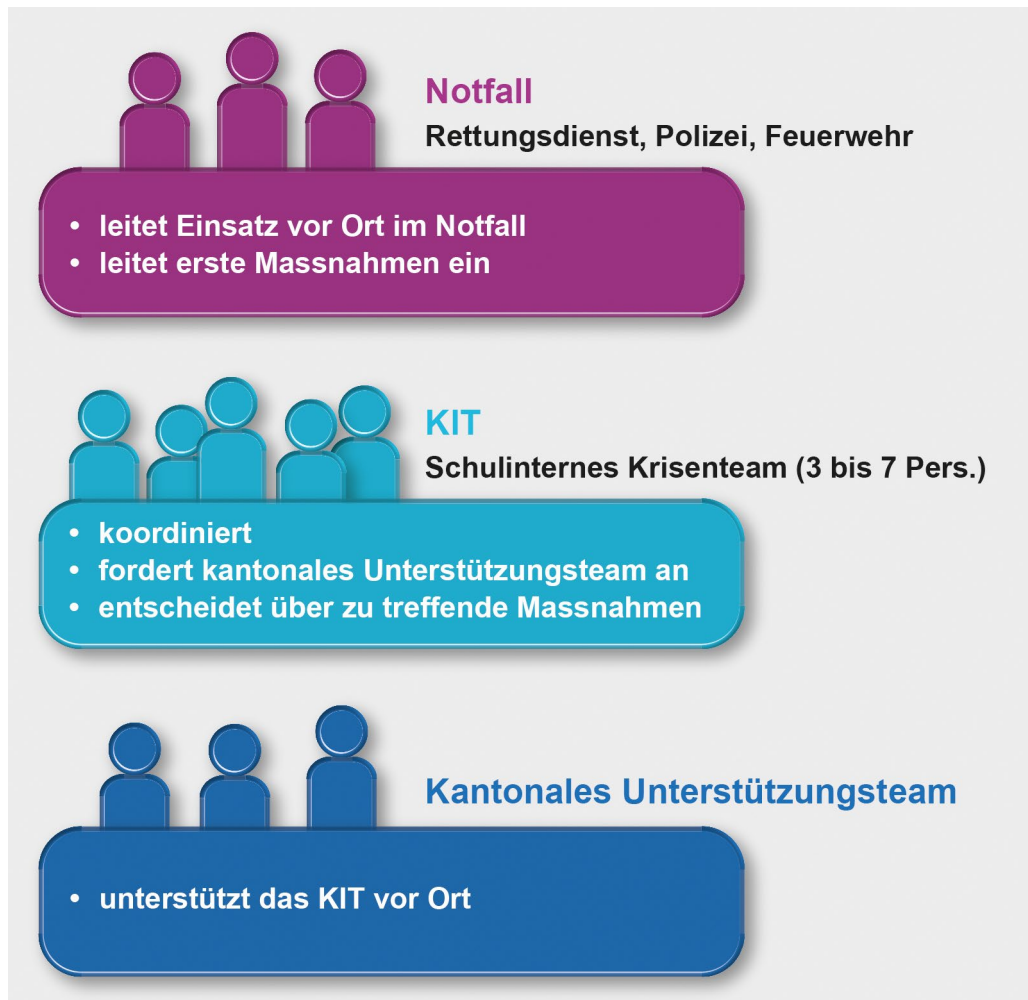 Notfall
Rettungsdienst, Polizei, Feuerwehr
• leitet Einsatz vor Ort im Notfall
• leitet erste Massnahmen ein
KIT
Schulinternes Krisenteam (3 bis 7 Pers.)
• koordiniert
• fordert kantonales Unterstützungsteam an
• entscheidet über zu treffende Massnahmen
Kantonales Unterstützungsteam
• unterstützt das KIT vor Ort